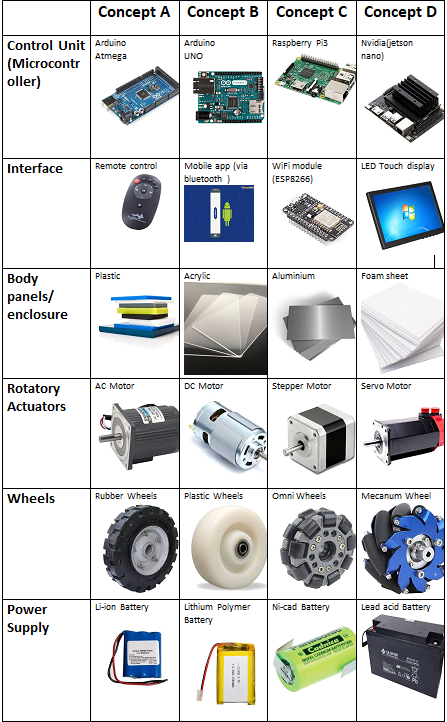 Concept A Concept B Concept C Concept D
Control Unit
(Microcontr
oller)
Arduino
Atmega
Arduino
UNO
Raspberry Pi3
Nvidia(jetson
nano)
Interface
Remote control
Mobile app (via
bluetooth )
WiFi module
(ESP8266)
LED Touch display
Body
panels/
enclosure
Plastic
Acrylic
Aluminium
Foam sheet
Rotatory
Actuators
AC Motor
DC Motor
Stepper Motor
Servo Motor
Wheels
Rubber Wheels
Plastic Wheels
Omni Wheels
Mecanum Wheel
Power
Supply
Li-ion Battery
Lithium Polymer
Battery
Ni-cad Battery
Lead acid Battery